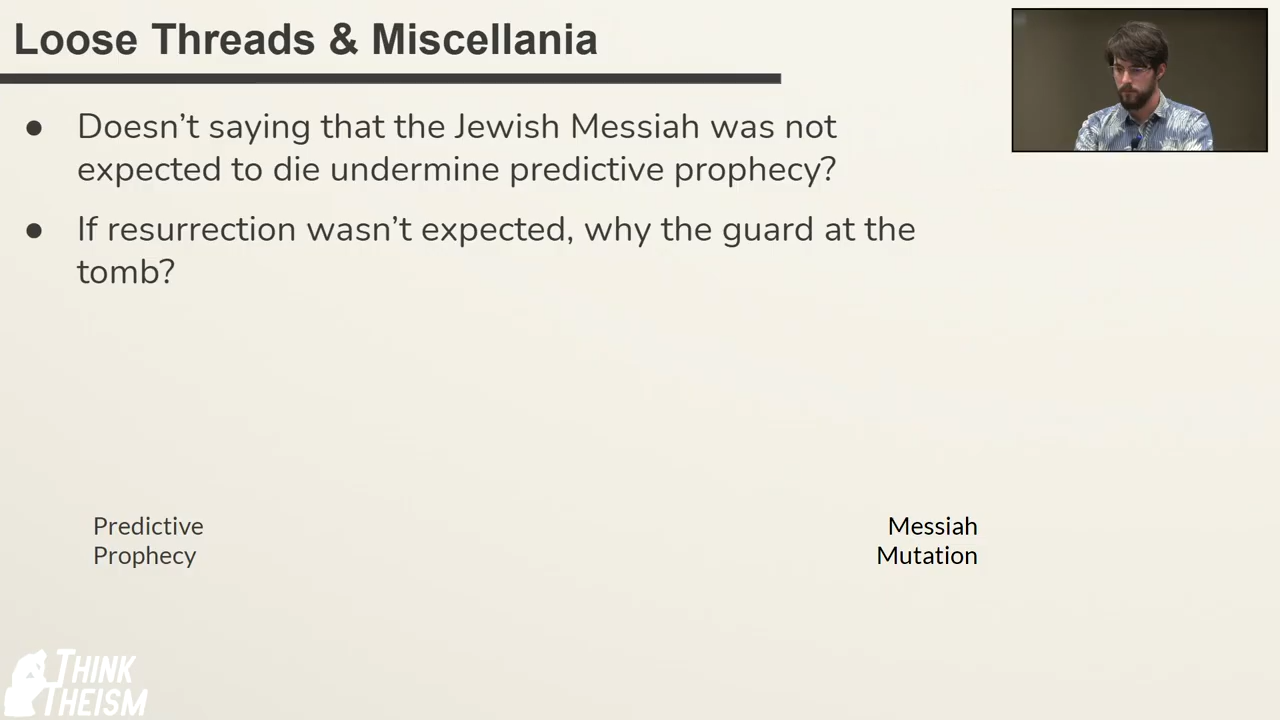 Loose Threads & Miscellania
● Doesn’t saying that the Jewish Messiah was not
expected to die undermine predictive prophecy?
● If resurrection wasn’t expected, why the guard at the
tomb?
Predictive
Prophecy
Messiah
Mutation
THINK
THEISM